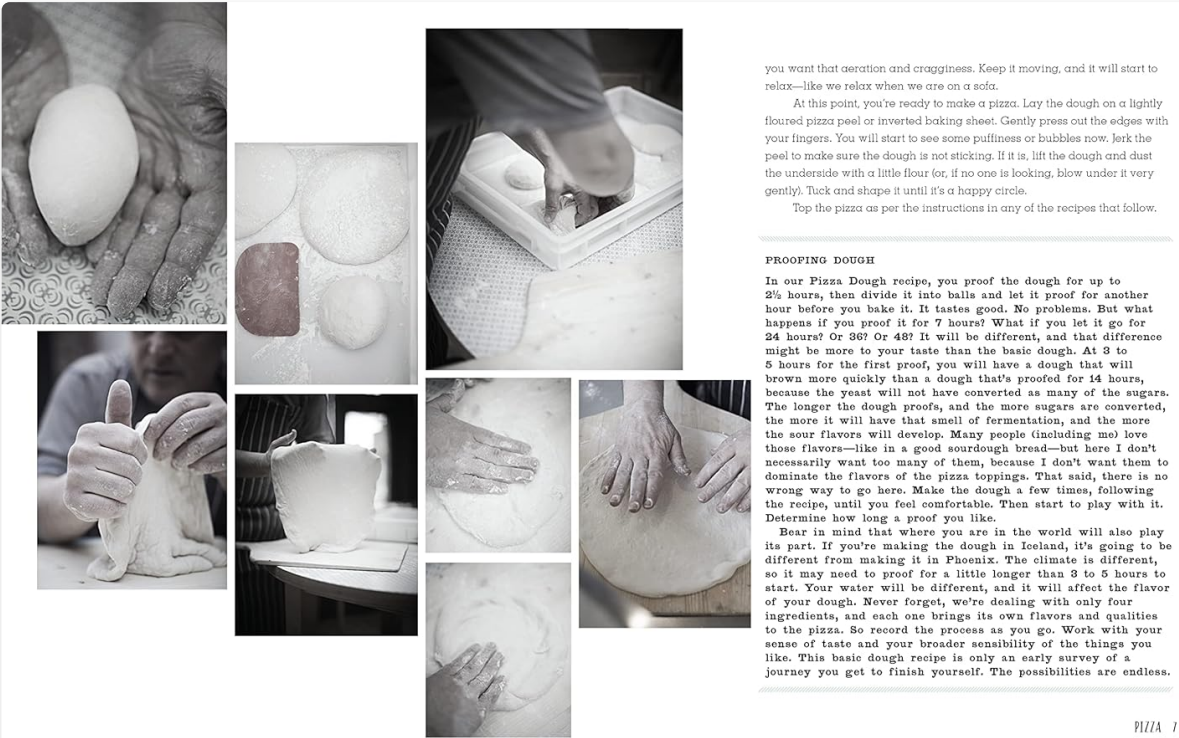 you want that aeration and cragginess. Keep it moving, and it will start to
relax—like we relax when we are on a sofa.
At this point, you're ready to make a pizza. Lay the dough on a lightly
floured pizza peel or inverted baking sheet. Gently press out the edges with
your fingers. You will start to see some puffiness or bubbles now. Jerk the
peel to make sure the dough is not sticking. If it is, lift the dough and dust
the underside with a little flour (or, if no one is looking, blow under it very
gently). Tuck and shape it until it's a happy circle.
Top the pizza as per the instructions in any of the recipes that follow.
PROOFING DOUGH
In our Pizza Dough recipe, you proof the dough for up to
2½ hours, then divide it into balls and let it proof for another
hour before you bake it. It tastes good. No problems. But what
happens if you proof it for 7 hours? What if you let it go for
24 hours? Or 36? Or 48? It will be different, and that difference
might be more to your taste than the basic dough. At 3 to
5 hours for the first proof, you will have a dough that will
brown more quickly than a dough that's proofed for 14 hours,
because the yeast will not have converted as many of the sugars.
The longer the dough proofs, and the more sugars are converted,
the more it will have that smell of fermentation, and the more
the sour flavors will develop. Many people (including me) love
those flavors—like in a good sourdough bread—but here I don't
necessarily want too many of them, because I don't want them to
dominate the flavors of the pizza toppings. That said, there is no
wrong way to go here. Make the dough a few times, following
the recipe, until you feel comfortable. Then start to play with it.
Determine how long a proof you like.
Bear in mind that where you are in the world will also play
its part. If you're making the dough in Iceland, it's going to be
different from making it in Phoenix. The climate is different,
so it may need to proof for a little longer than 3 to 5 hours to
start. Your water will be different, and it will affect the flavor
of your dough. Never forget, we're dealing with only four
ingredients, and each one brings its own flavors and qualities
to the pizza. So record the process as you go. Work with your
sense of taste and your broader sensibility of the things you
like. This basic dough recipe is only an early survey of a
journey you get to finish yourself. The possibilities are endless.
PIZZA 7